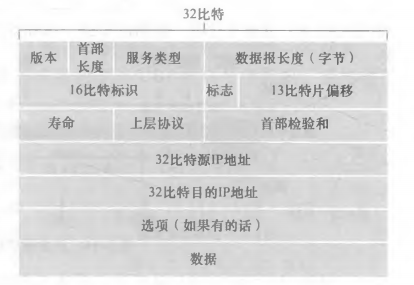 32比特
版本 首部长度 服务类型 数据报长度（字节）
16比特标识 标志 13比特片偏移
寿命 上层协议 首部检验和
32比特源IP地址
32比特目的IP地址
选项（如果有的话）
数据